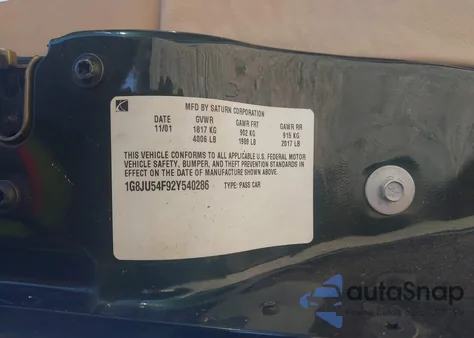 MFD BY SATURN CORPORATION
DATE GVWR GAWR FRT GAWR RR
11/01 1817 KG 902 KG 915 KG
4006 LB 1989 LB 2017 LB
THIS VEHICLE CONFORMS TO ALL APPLICABLE U.S. FEDERAL MOTOR
VEHICLE SAFETY, BUMPER, AND THEFT PREVENTION STANDARDS IN
EFFECT ON THE DATE OF MANUFACTURE SHOWN ABOVE.
1G8JU54F92Y540286 TYPE: PASS CAR
autoSnap